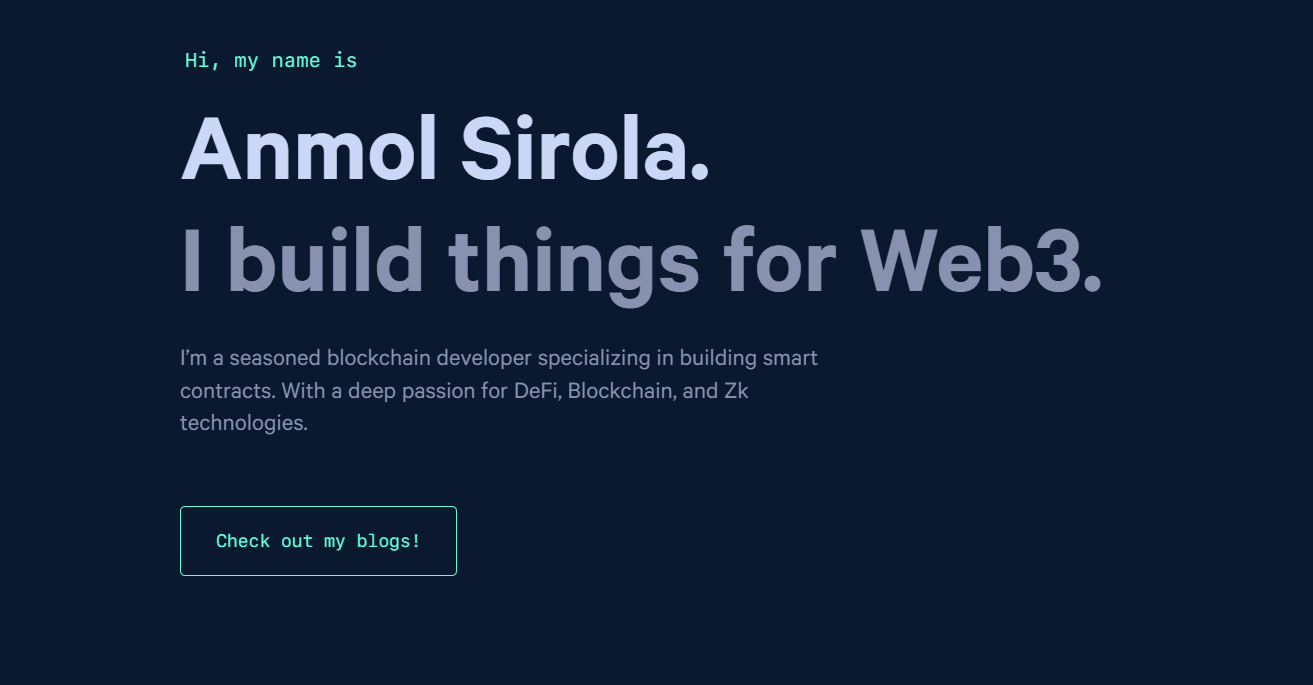 Hi, my name is
Anmol Sirola.
I build things for Web3.
I’m a seasoned blockchain developer specializing in building smart
contracts. With a deep passion for DeFi, Blockchain, and Zk
technologies.
Check out my blogs!